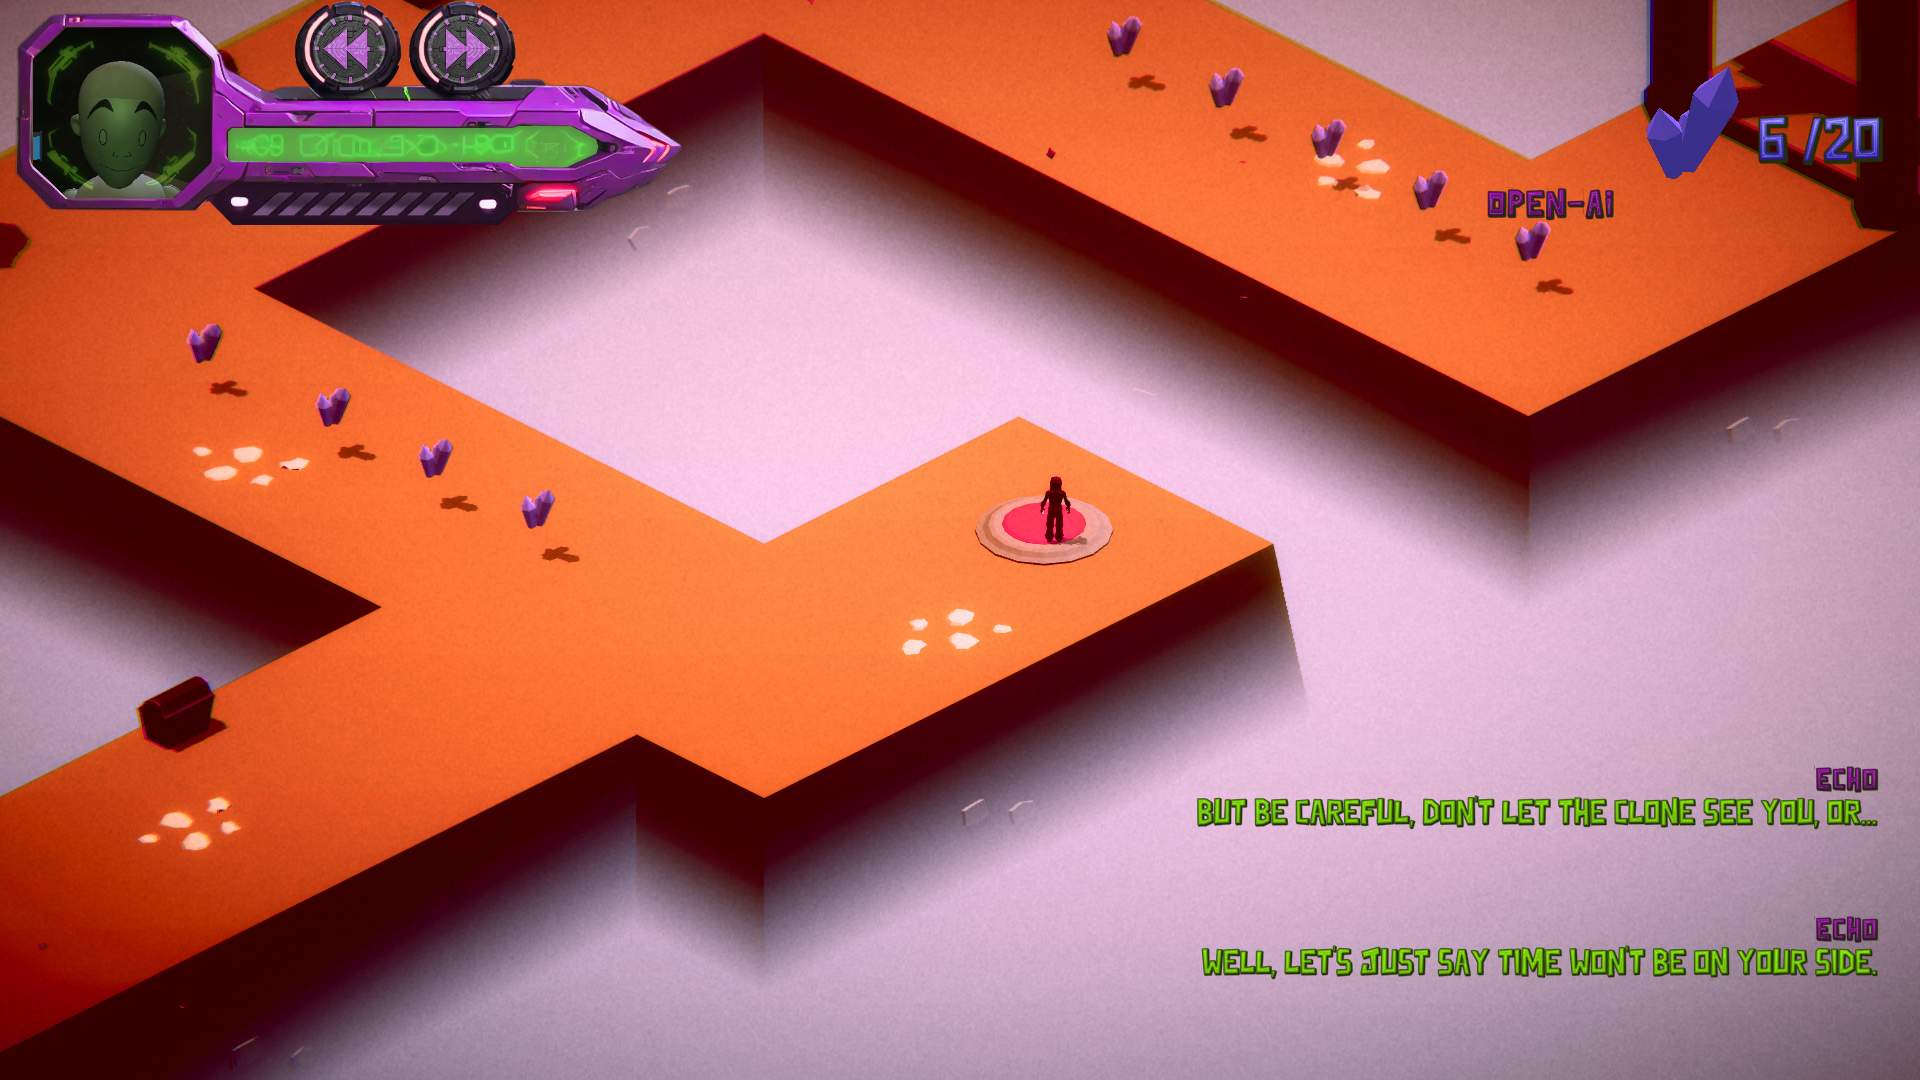 6 /20
OPEN-Ai
ECHO
BUT BE CAREFUL, DON'T LET THE CLONE SEE YOU, OR...
ECHO
WELL, LET'S JUST SAY TIME WON'T BE ON YOUR SIDE.